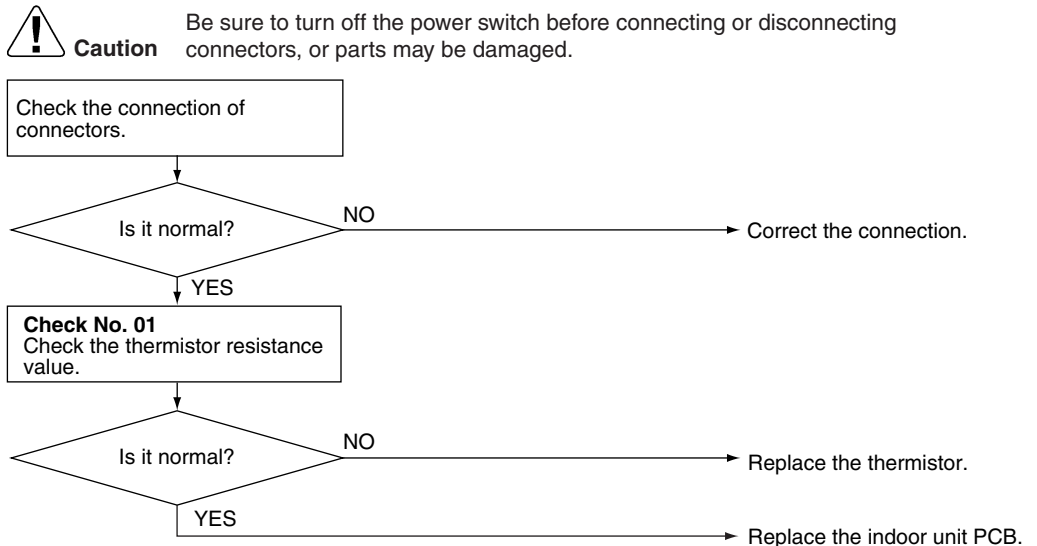 Be sure to turn off the power switch before connecting or disconnecting
Caution connectors, or parts may be damaged.
Check the connection of
connectors.
Is it normal?
NO
Correct the connection.
YES
Check No. 01
Check the thermistor resistance
value.
Is it normal?
NO
Replace the thermistor.
YES
Replace the indoor unit PCB.